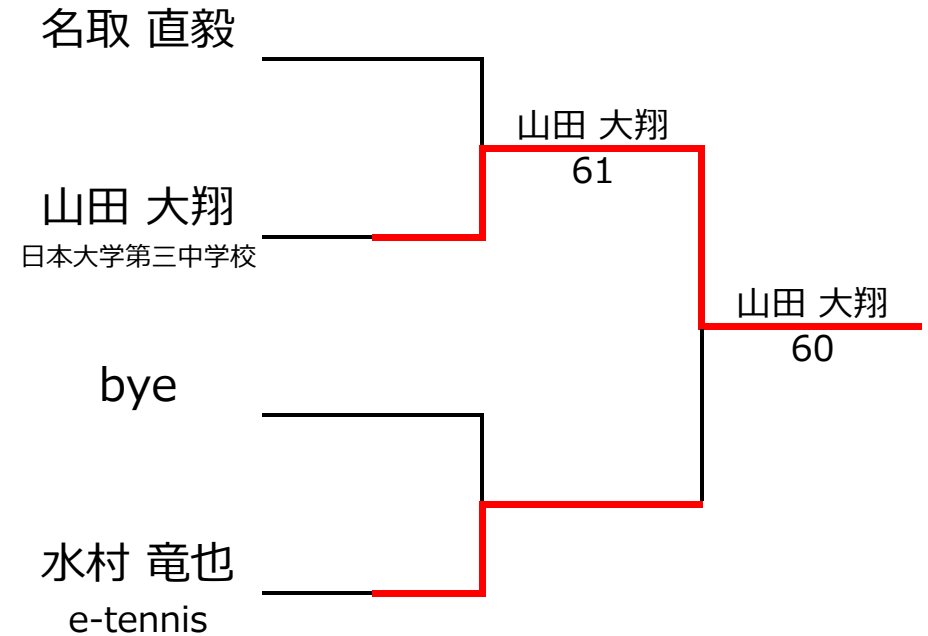 名取 直毅
山田 大翔
61
山田 大翔
日本大学第三中学校
山田 大翔
60
bye
水村 竜也
e-tennis